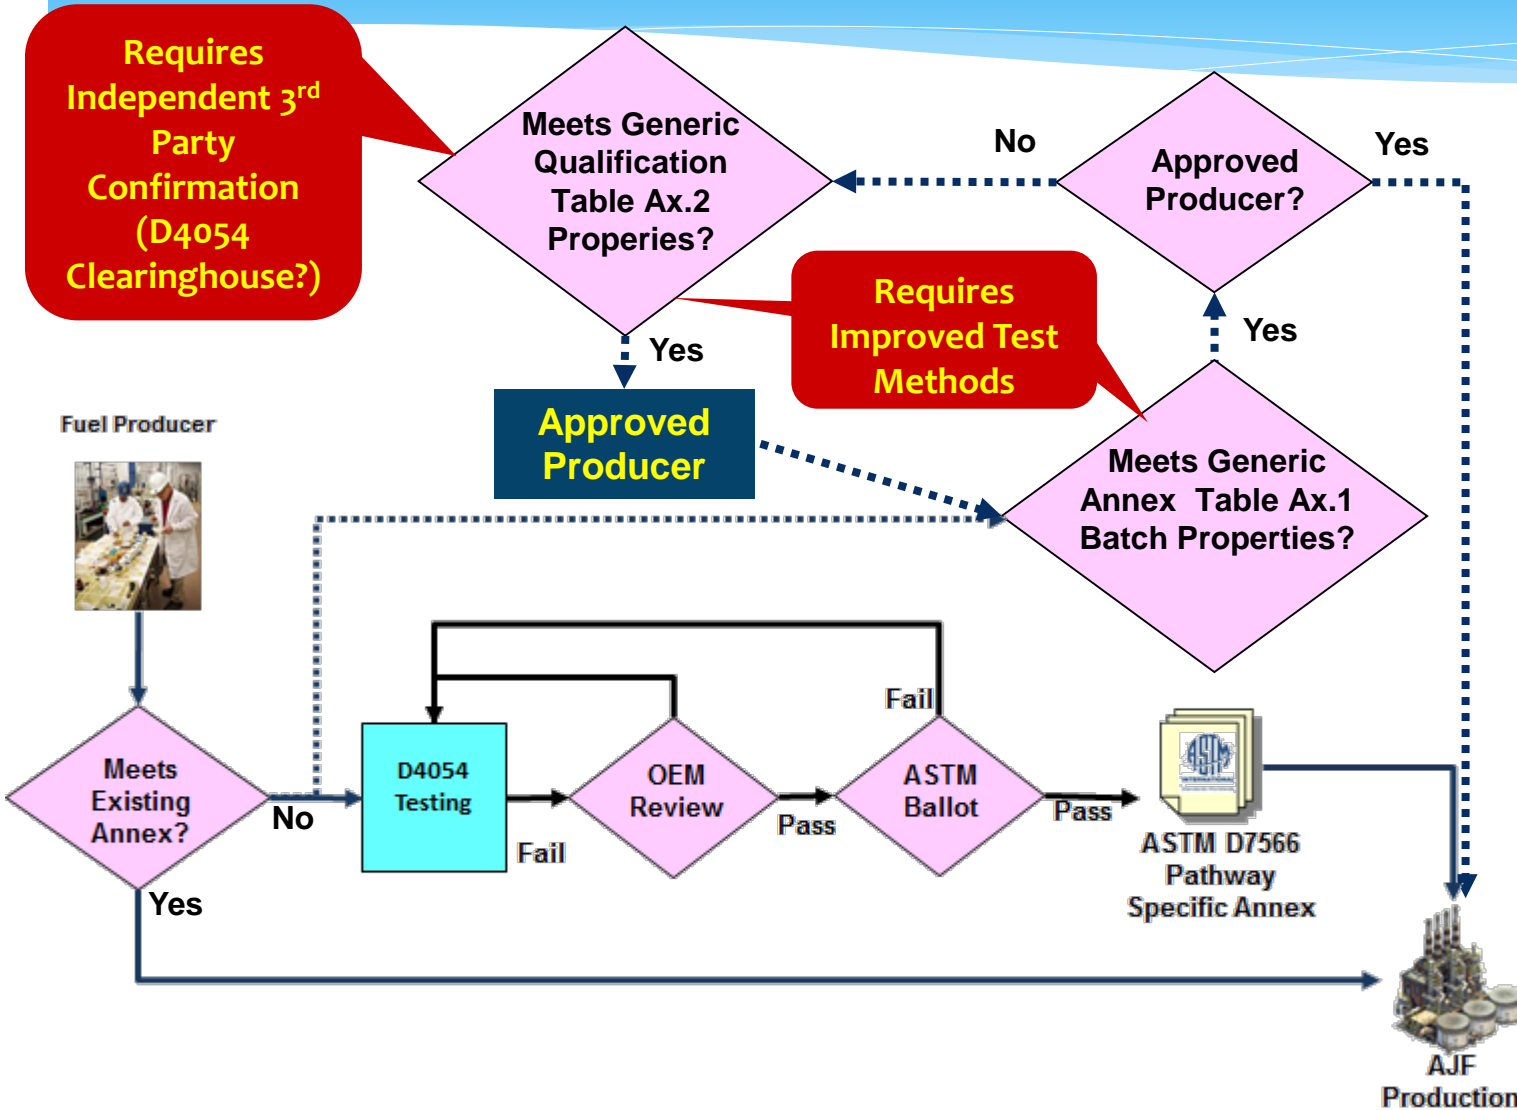 Requires
Independent 3rd
Party
Confirmation
(D4054
Clearinghouse?)
Meets Generic
Qualification
Table Ax.2
Properies?
No
Approved
Producer?
Yes
Requires
Improved Test
Methods
Yes
Yes
Approved
Producer
Meets Generic
Annex Table Ax.1
Batch Properties?
Fuel Producer
Meets
Existing
Annex?
No
Yes
D4054
Testing
Fail
OEM
Review
Pass
Fail
ASTM
Ballot
Pass
ASTM
INTERNATIONAL
ASTM D7566
Pathway
Specific Annex
AJF
Production